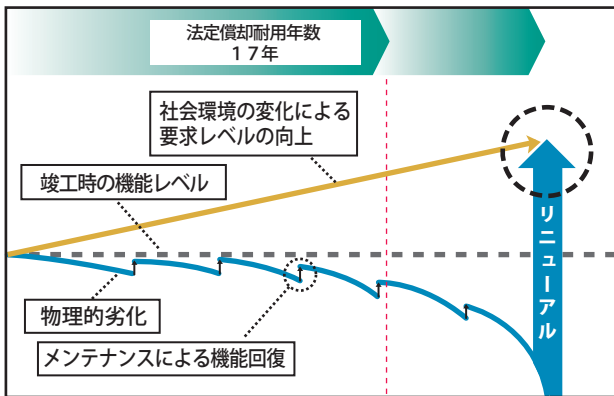 法定償却耐用年数
17年
社会環境の変化による
要求レベルの向上
竣工時の機能レベル
物理的劣化
メンテナンスによる機能回復
リニューアル